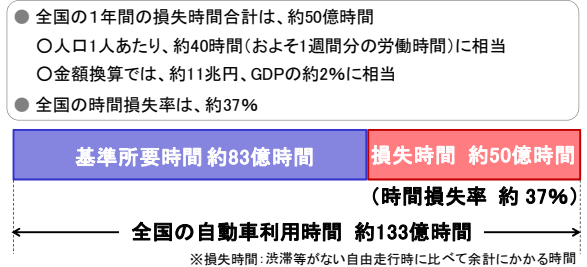 ● 全国の1年間の損失時間合計は、約50億時間
○人口1人あたり、約40時間（およそ1週間分の労働時間）に相当
○金額換算では、約11兆円、GDPの約2%に相当
● 全国の時間損失率は、約37%
基準所要時間 約83億時間
損失時間 約50億時間
（時間損失率 約 37%）
全国の自動車利用時間 約133億時間
※損失時間：渋滞等がない自由走行時に比べて余計にかかる時間